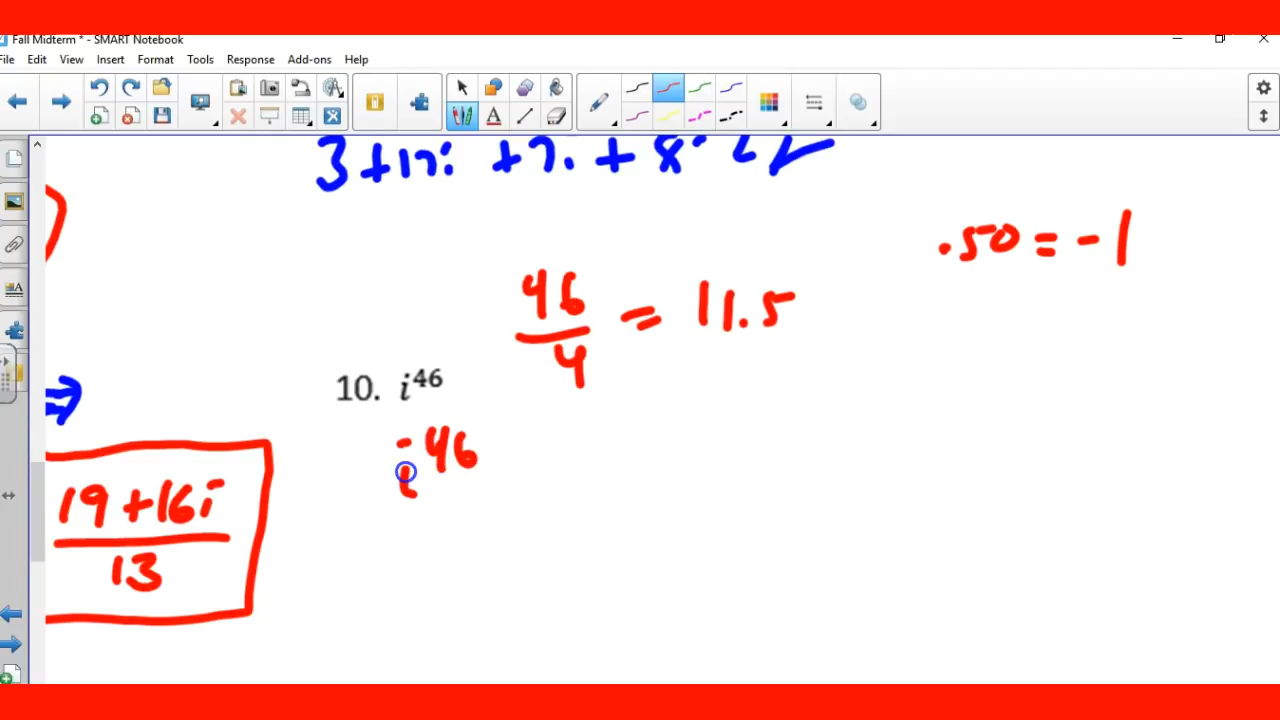 Fall Midterm * - SMART Notebook
File Edit View Insert Format Tools Response Add-ons Help
.50 = -1
46/4 = 11.5
10. i^46
i^46
19 + 16i
13